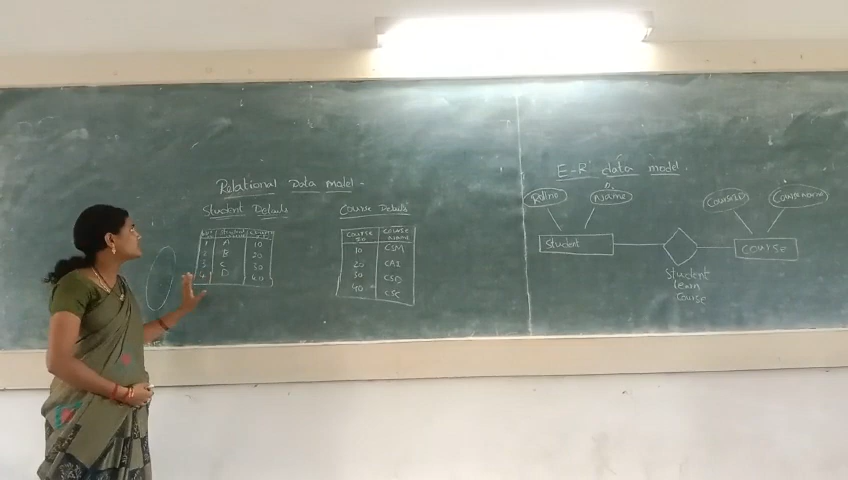 Relational Data model -
Student Details
1 A 10
2 B 20
3 C 30
4 D 40
Course Details
Course Course
ID Name
10 CSM
20 CAI
30 CSD
40 CSC
E-R data model.
Rollno Name
CourseID
Student
Course
Student
learn
Course